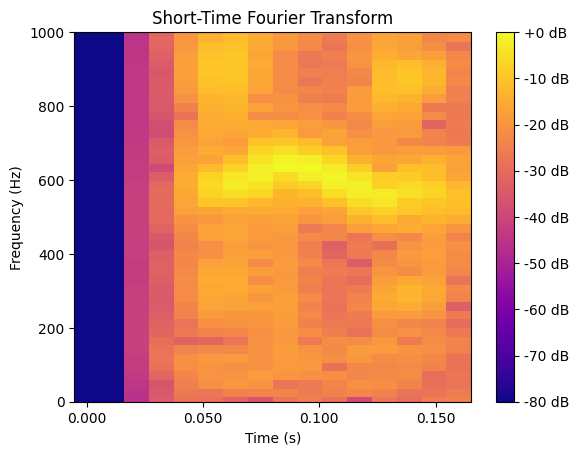 Short-Time Fourier Transform
1000
800
600
400
200
0
Frequency (Hz)
0.000
0.050
0.100
0.150
Time (s)
+0 dB
-10 dB
-20 dB
-30 dB
-40 dB
-50 dB
-60 dB
-70 dB
-80 dB